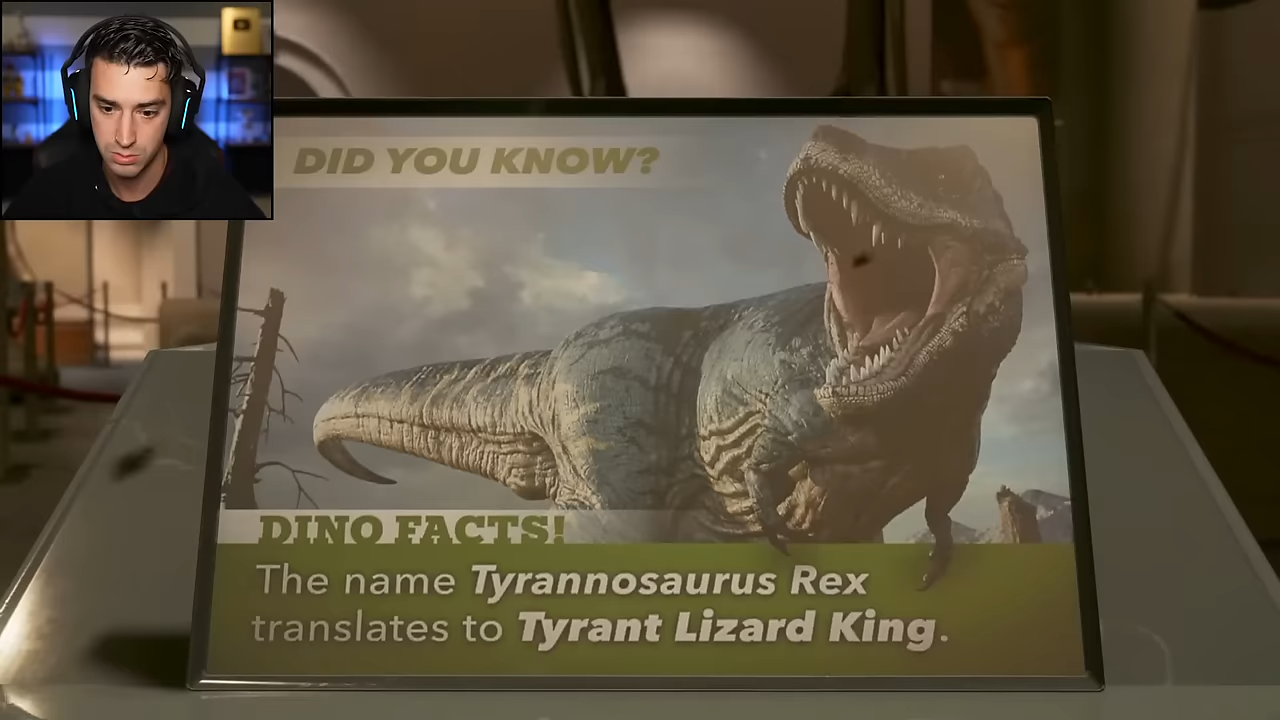 DID YOU KNOW?
DINO FACTS!
The name Tyrannosaurus Rex
translates to Tyrant Lizard King.